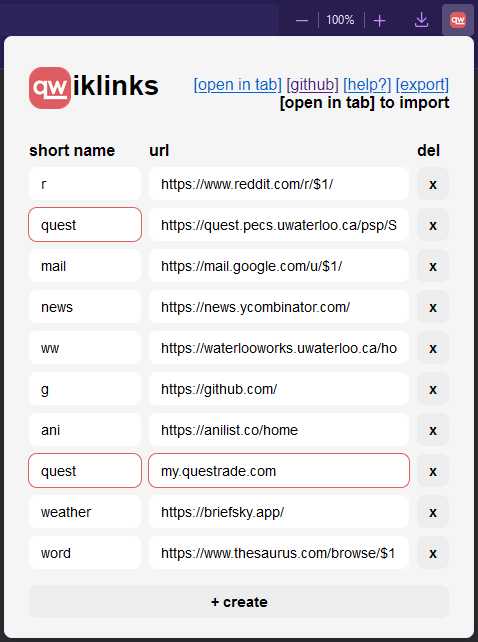 100%
qw
qwiklinks
[open in tab] [github] [help?] [export]
[open in tab] to import
short name url del
r https://www.reddit.com/r/$1/ x
quest https://quest.pecs.uwaterloo.ca/psp/S x
mail https://mail.google.com/u/$1/ x
news https://news.ycombinator.com/ x
ww https://waterlooworks.uwaterloo.ca/ho x
g https://github.com/ x
ani https://anilist.co/home x
quest my.questrade.com x
weather https://briefsky.app/ x
word https://www.thesaurus.com/browse/$1 x
+ create